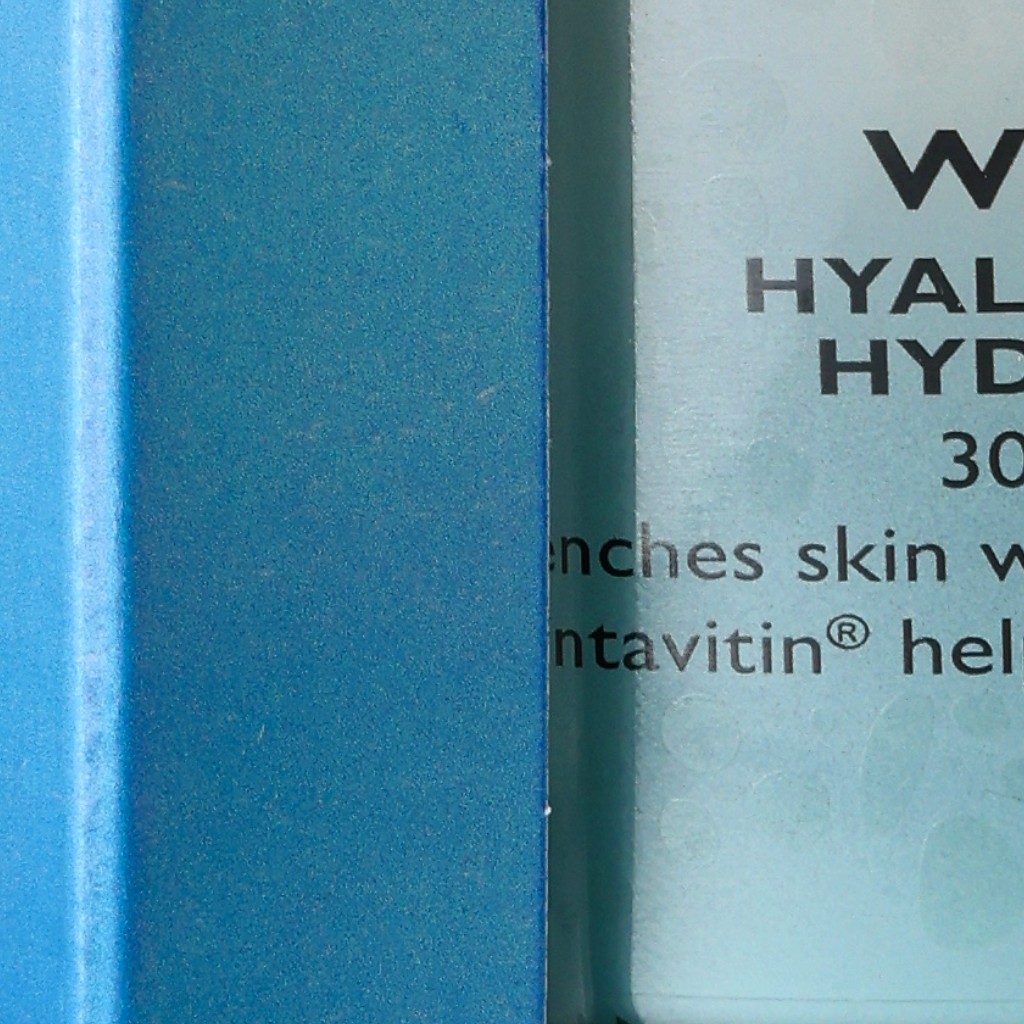 W
HYAL
HYD
30
enches skin w
ntavitin® hel